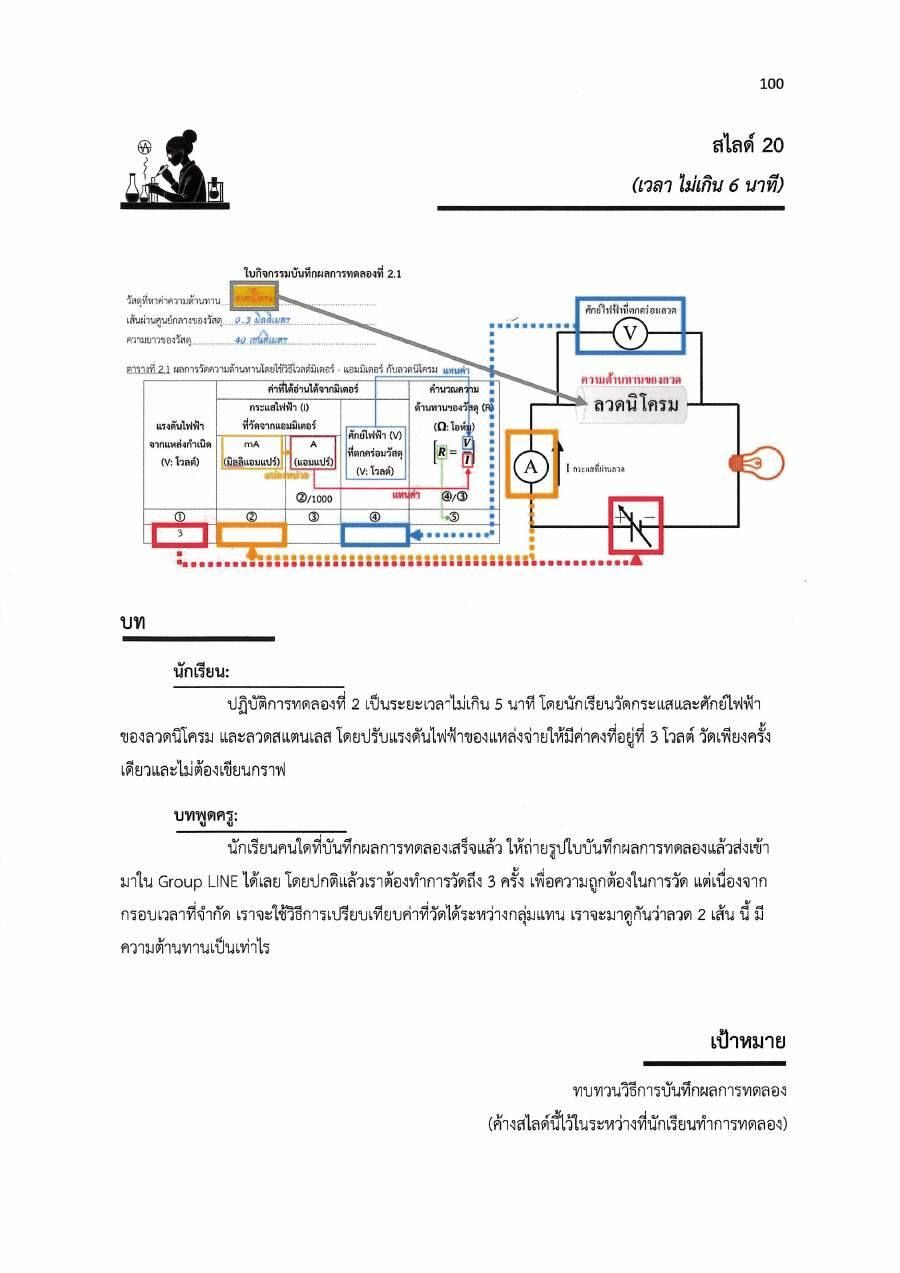 100
สไลด์ 20
(เวลา ไม่เกิน 6 นาที)
ใบกิจกรรมบันทึกผลการทดลองที่ 2.1
วัสดุที่หาค่าความต้านทาน ลวดนิโครม
เส้นผ่านศูนย์กลางของวัสดุ 0.3 มิลลิเมตร
ความยาวของวัสดุ 40 เซนติเมตร
ตารางที่ 2.1 ผลการวัดความต้านทานโดยใช้วิธีโวลต์มิเตอร์ - แอมมิเตอร์ กับลวดนิโครม แทนค่า
แรงดันไฟฟ้า
จากแหล่งกำเนิด
(V: โวลต์)
ค่าที่ได้อ่านได้จากมิเตอร์
กระแสไฟฟ้า (I)
ที่วัดจากแอมมิเตอร์
mA
(มิลลิแอมแปร์)
A
(แอมแปร์)
แปลงหน่วย
②/1000
ศักย์ไฟฟ้า (V)
ที่ตกคร่อมวัสดุ
(V: โวลต์)
แทนค่า
คำนวณความ
ต้านทานของวัสดุ (R)
(Ω: โอห์ม)
[R = V/I
④/③
① ② ③ ④ ⑤
3
ศักย์ไฟฟ้าที่ตกคร่อมลวด
V
ความต้านทานของลวด
ลวดนิโครม
A
I กระแสที่ผ่านลวด
+ −
บท
นักเรียน:
ปฏิบัติการทดลองที่ 2 เป็นระยะเวลาไม่เกิน 5 นาที โดยนักเรียนวัดกระแสและศักย์ไฟฟ้า
ของลวดนิโครม และลวดสแตนเลส โดยปรับแรงดันไฟฟ้าของแหล่งจ่ายให้มีค่าคงที่อยู่ที่ 3 โวลต์ วัดเพียงครั้ง
เดียวและไม่ต้องเขียนกราฟ
บทพูดครู:
นักเรียนคนใดที่บันทึกผลการทดลองเสร็จแล้ว ให้ถ่ายรูปใบบันทึกผลการทดลองแล้วส่งเข้า
มาใน Group LINE ได้เลย โดยปกติแล้วเราต้องทำการวัดถึง 3 ครั้ง เพื่อความถูกต้องในการวัด แต่เนื่องจาก
กรอบเวลาที่จำกัด เราจะใช้วิธีการเปรียบเทียบค่าที่วัดได้ระหว่างกลุ่มแทน เราจะมาดูกันว่าลวด 2 เส้น นี้ มี
ความต้านทานเป็นเท่าไร
เป้าหมาย
ทบทวนวิธีการบันทึกผลการทดลอง
(ค้างสไลด์นี้ไว้ในระหว่างที่นักเรียนทำการทดลอง)